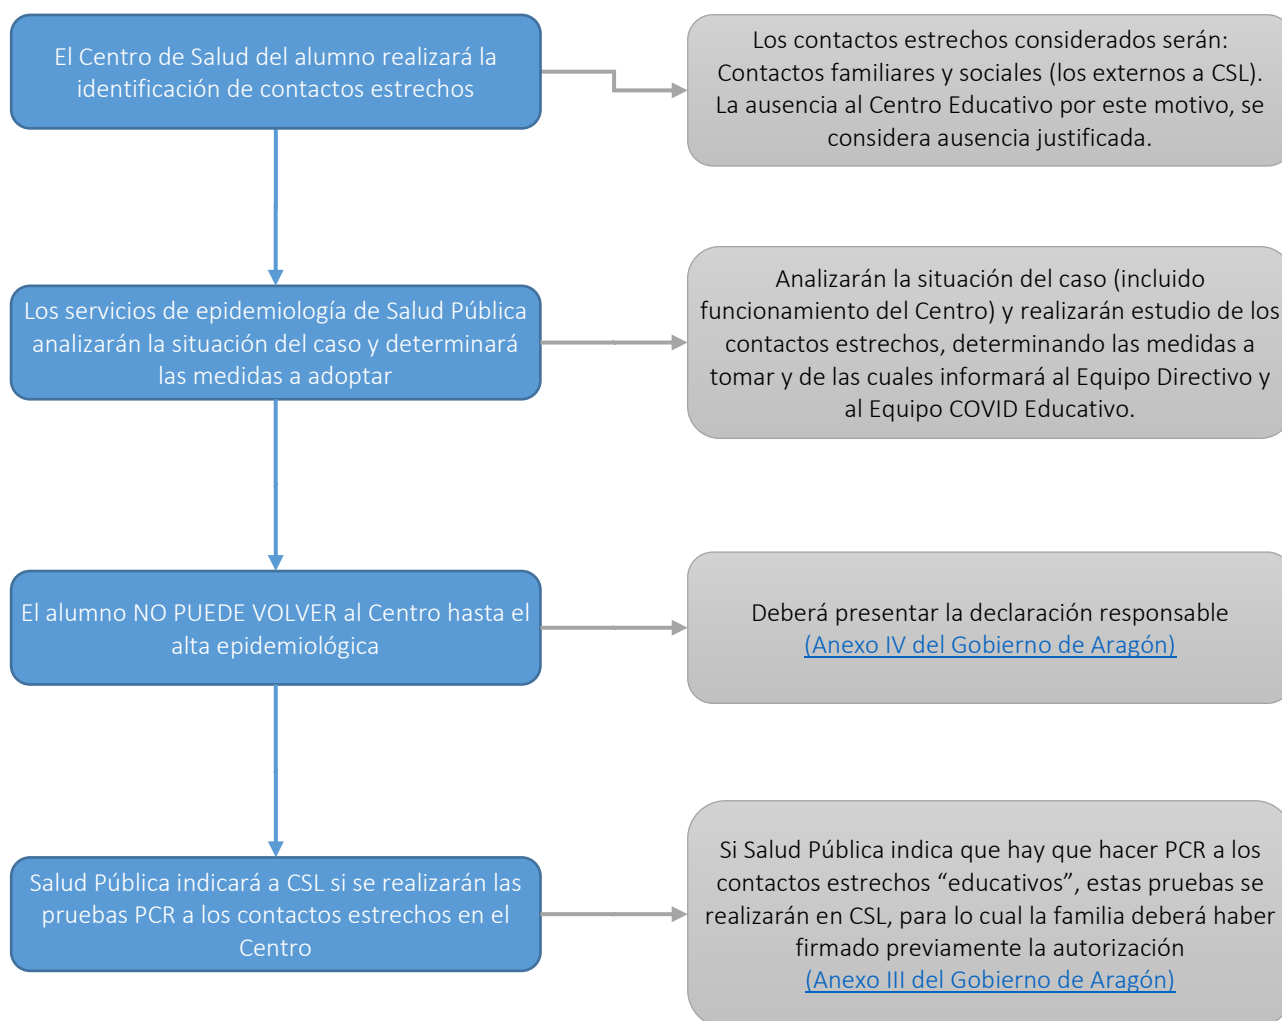 El Centro de Salud del alumno realizará la
identificación de contactos estrechos
Los contactos estrechos considerados serán:
Contactos familiares y sociales (los externos a CSL).
La ausencia al Centro Educativo por este motivo, se
considera ausencia justificada.
Los servicios de epidemiología de Salud Pública
analizarán la situación del caso y determinará
las medidas a adoptar
Analizarán la situación del caso (incluido
funcionamiento del Centro) y realizarán estudio de los
contactos estrechos, determinando las medidas a
tomar y de las cuales informará al Equipo Directivo y
al Equipo COVID Educativo.
El alumno NO PUEDE VOLVER al Centro hasta el
alta epidemiológica
Deberá presentar la declaración responsable
(Anexo IV del Gobierno de Aragón)
Salud Pública indicará a CSL si se realizarán las
pruebas PCR a los contactos estrechos en el
Centro
Si Salud Pública indica que hay que hacer PCR a los
contactos estrechos “educativos”, estas pruebas se
realizarán en CSL, para lo cual la familia deberá haber
firmado previamente la autorización
(Anexo III del Gobierno de Aragón)